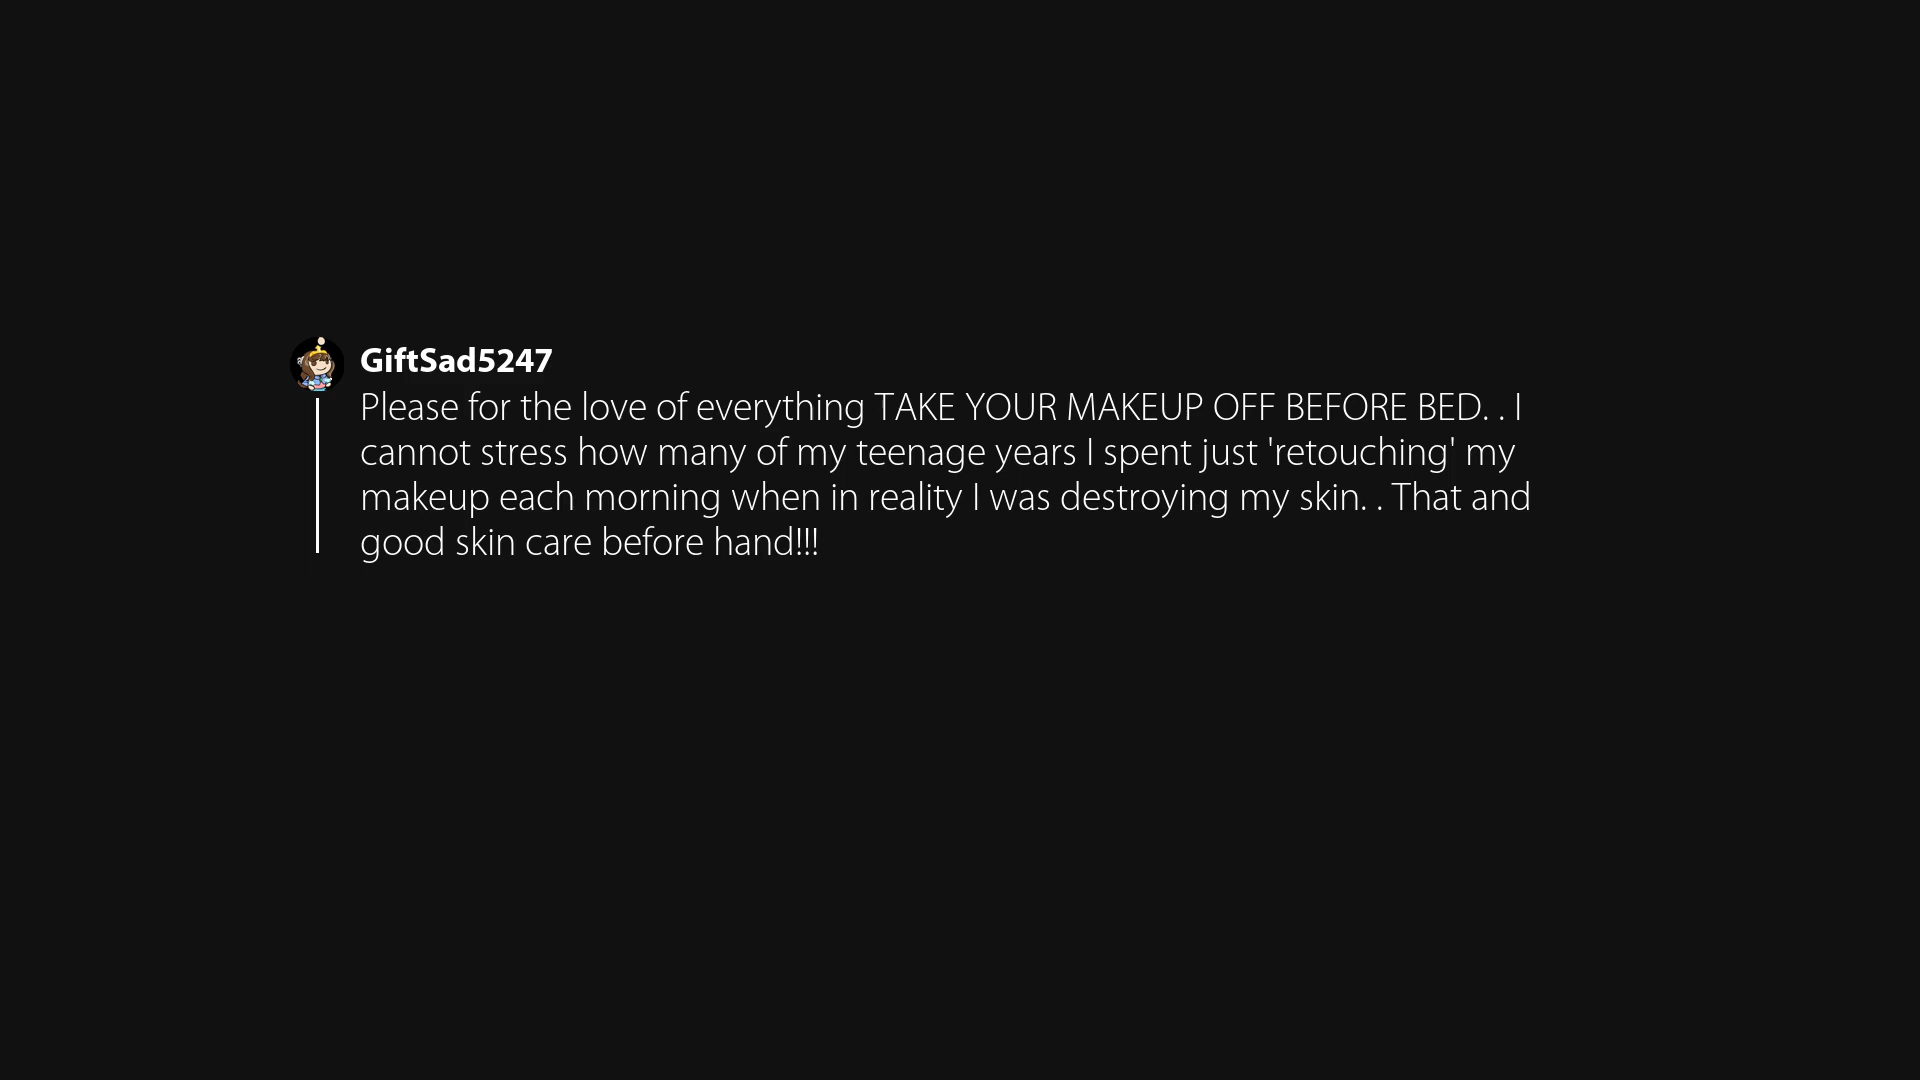 GiftSad5247
Please for the love of everything TAKE YOUR MAKEUP OFF BEFORE BED. . I
cannot stress how many of my teenage years I spent just 'retouching' my
makeup each morning when in reality I was destroying my skin. . That and
good skin care before hand!!!